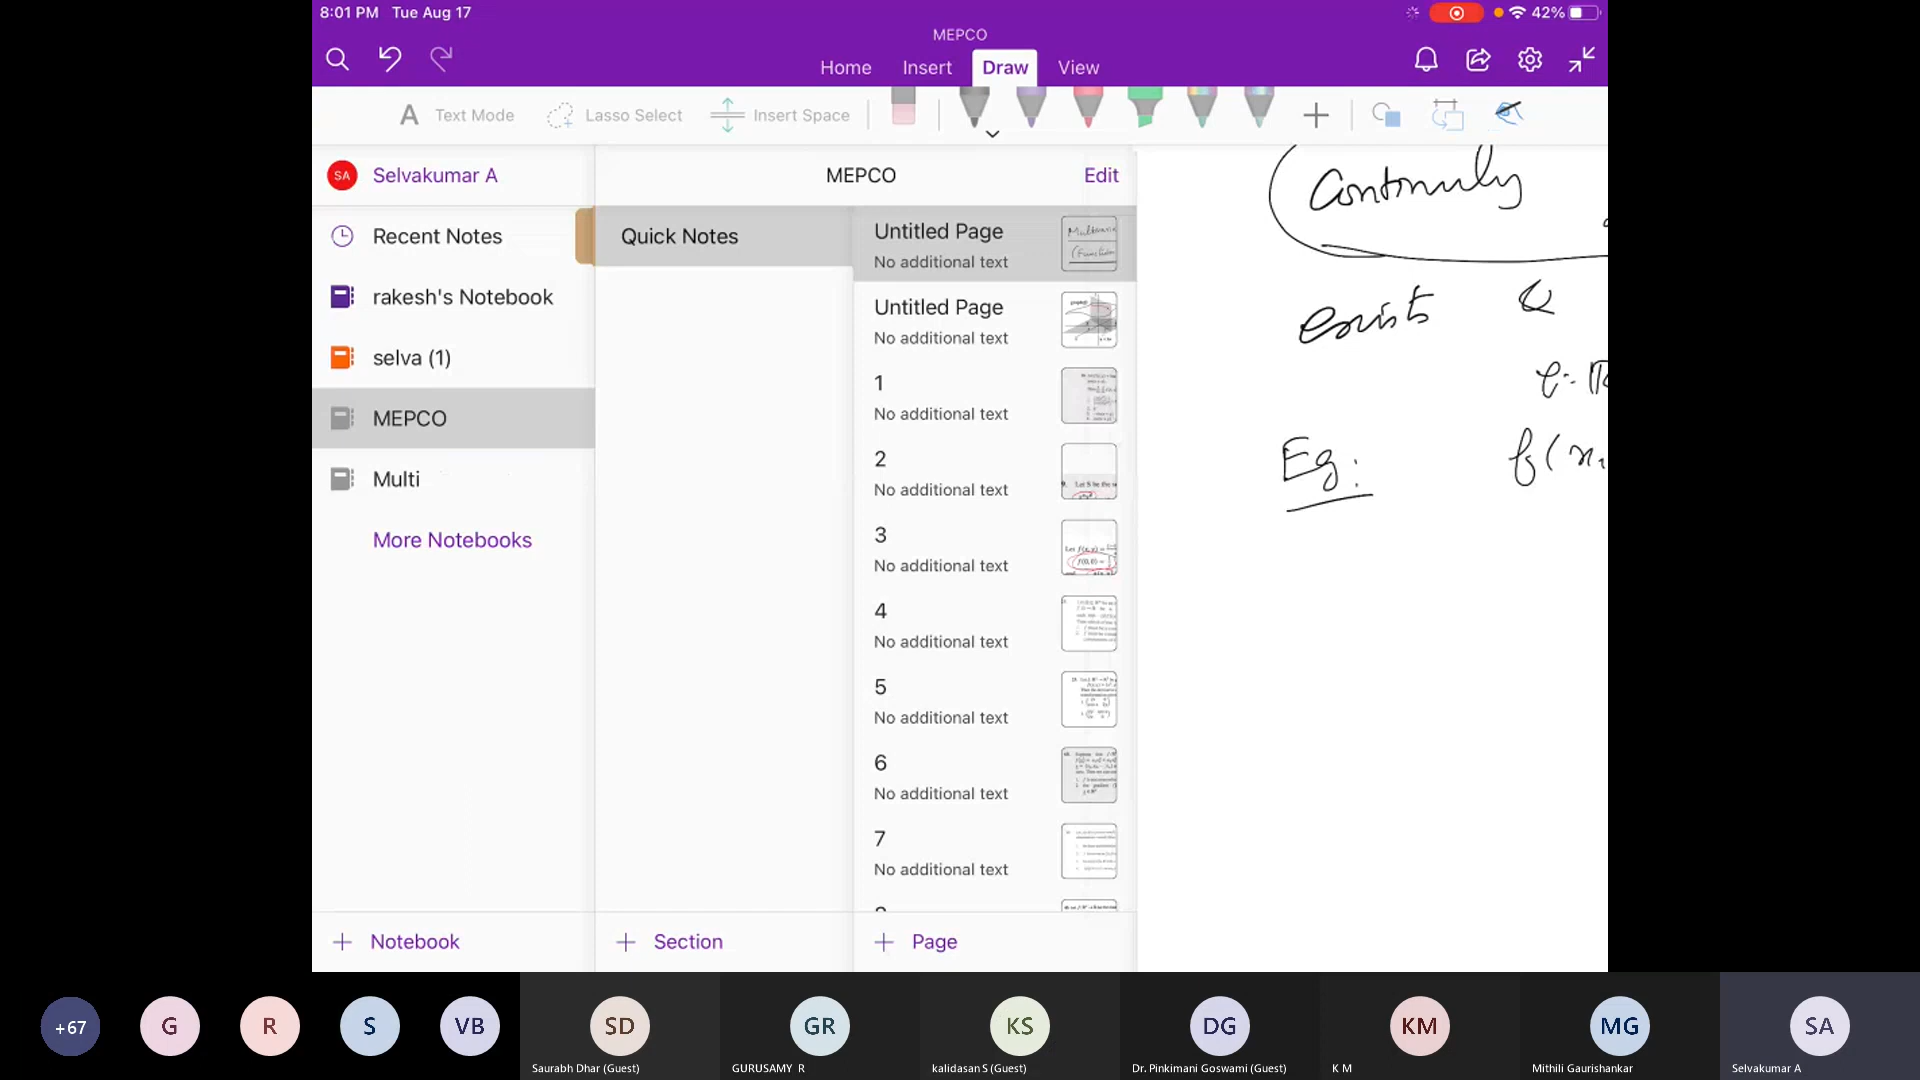 8:01 PM Tue Aug 17
42%
MEPCO
Home Insert Draw View
A Text Mode Lasso Select Insert Space
SA Selvakumar A
MEPCO Edit
Recent Notes
Quick Notes
Untitled Page
No additional text
rakesh's Notebook
Untitled Page
No additional text
selva (1)
1
No additional text
MEPCO
2
No additional text
Multi
3
No additional text
More Notebooks
4
No additional text
5
No additional text
6
No additional text
7
No additional text
+ Notebook + Section + Page
Continuity
exists &
Eg:
+67 G R S VB SD GR KS DG KM MG SA
Saurabh Dhar (Guest) GURUSAMY R kalidasan S (Guest) Dr. Pinkimani Goswami (Guest) K M Mithili Gaurishankar Selvakumar A